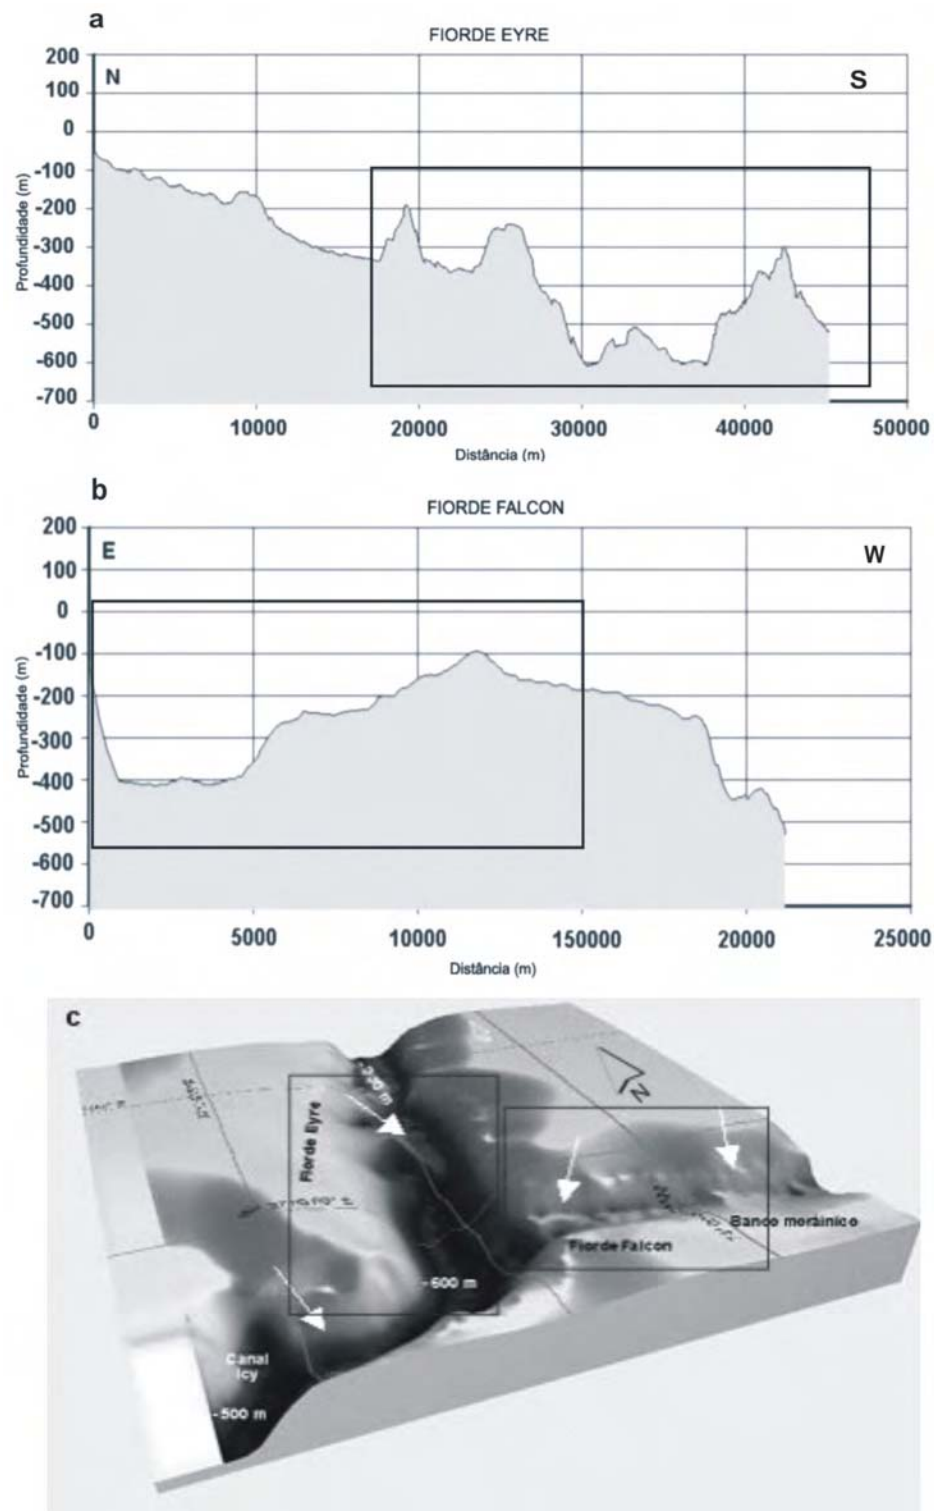 a
FIORDE EYRE
200
100
0
-100
-200
-300
-400
-500
-600
-700
Profundidade (m)
N
S
0 10000 20000 30000 40000 50000
Distância (m)
b
FIORDE FALCON
200
100
0
-100
-200
-300
-400
-500
-600
-700
Profundidade (m)
E
W
0 5000 10000 150000 20000 25000
Distância (m)
c
N
Fiorde Eyre
Banco moráinico
Fiorde Falcon
-600 m
Canal
Icy
-500 m